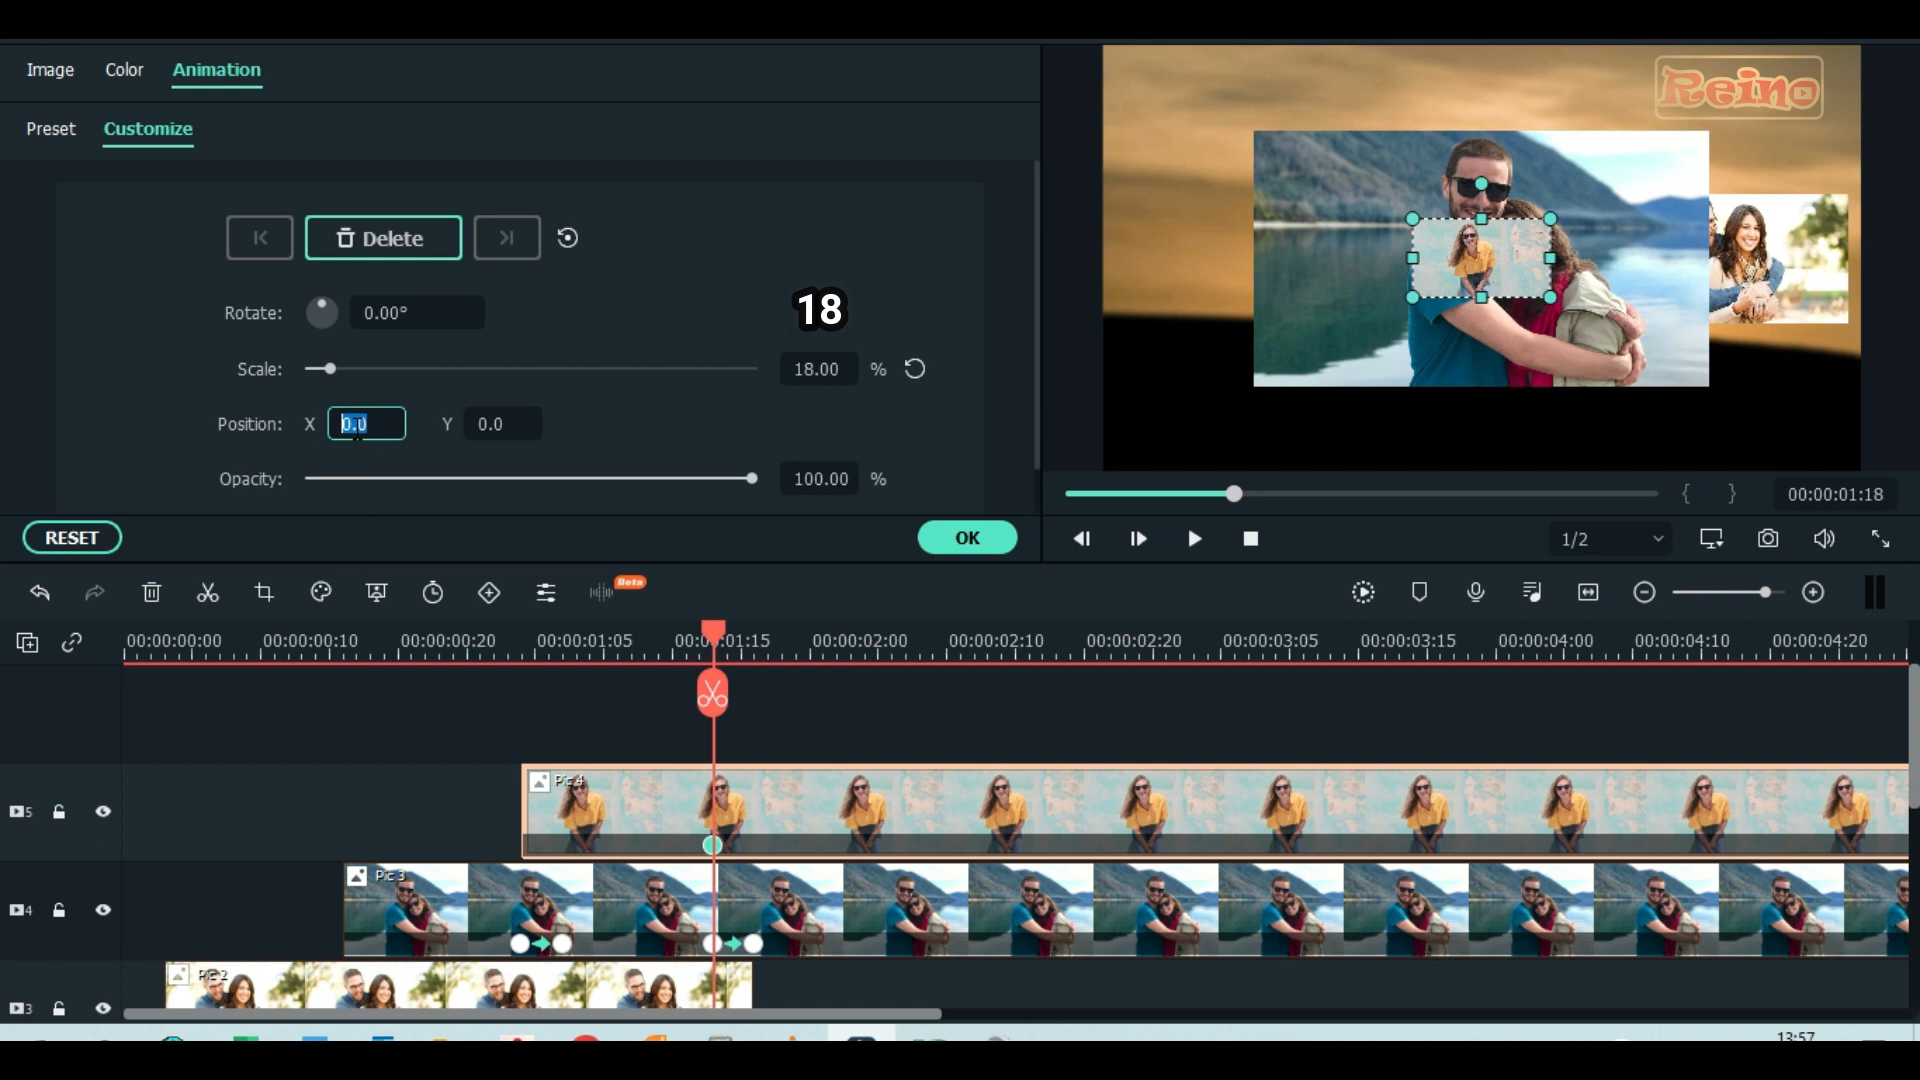 Image Color Animation
Reino
Preset Customize
Delete
Rotate: 0.00°
18
Scale: 18.00 %
Position: X 0.0 Y 0.0
Opacity: 100.00 %
{ } 00:00:01:18
RESET OK
1/2
Beta
00:00:00:00 00:00:00:10 00:00:00:20 00:00:01:05 00:00:01:15 00:00:02:00 00:00:02:10 00:00:02:20 00:00:03:05 00:00:03:15 00:00:04:00 00:00:04:10 00:00:04:20
Pic 4
5
Pic 3
4
Pic 2
3
13:57